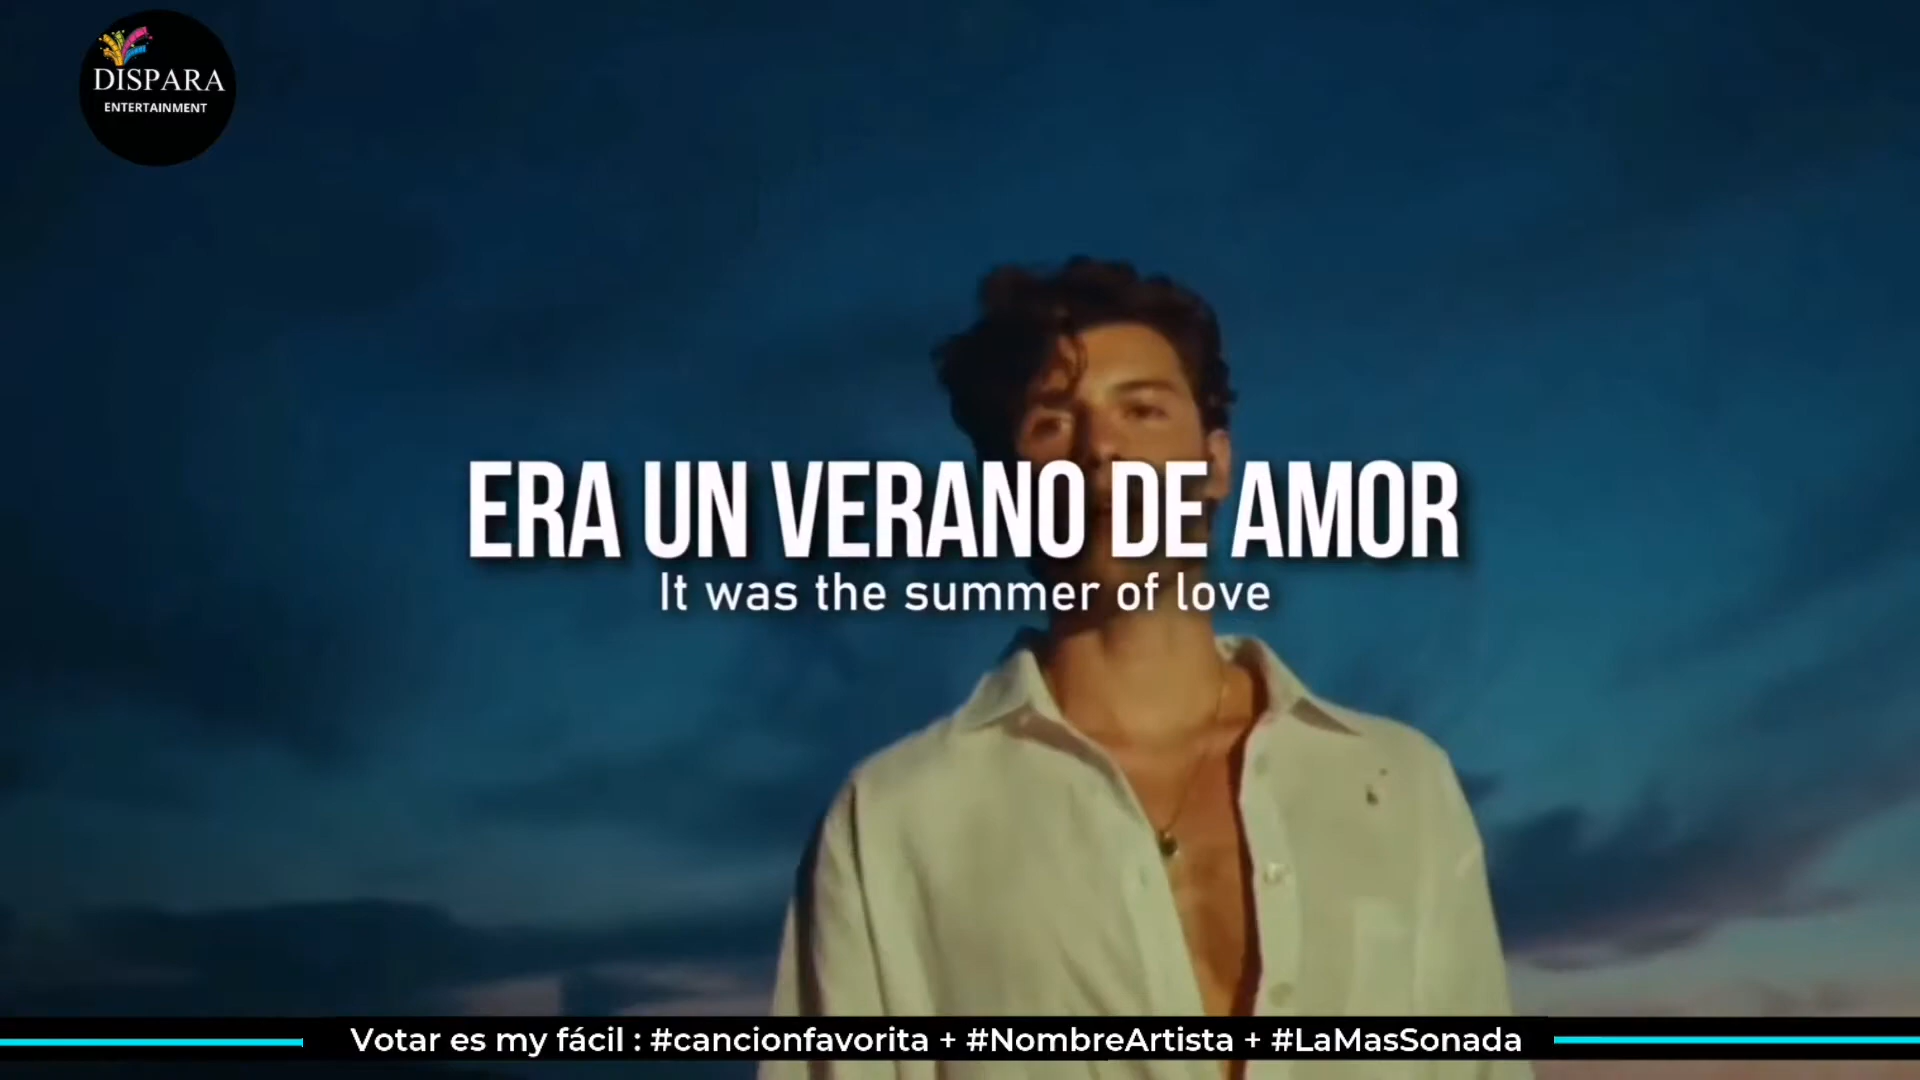 DISPARA
ENTERTAINMENT
ERA UN VERANO DE AMOR
It was the summer of love
Votar es my fácil : #cancionfavorita + #NombreArtista + #LaMasSonada